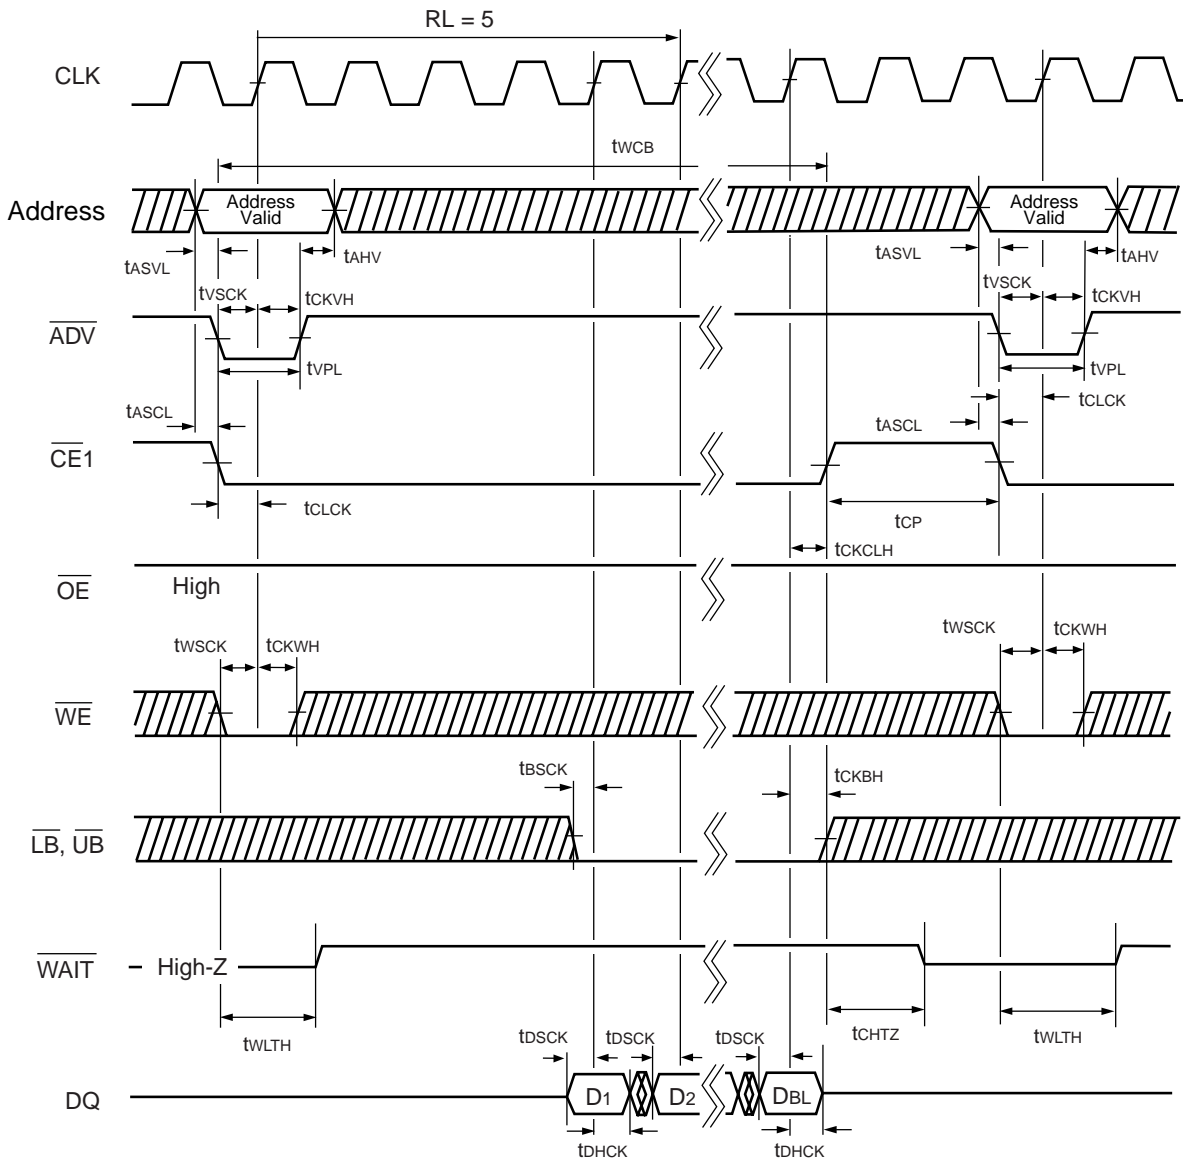 RL = 5
CLK
tWCB
Address
Address Valid
Address Valid
tASVL
tAHV
tASVL
tAHV
tVSCK
tCKVH
tVSCK
tCKVH
ADV
tVPL
tVPL
tASCL
tCLCK
tASCL
CE1
tCLCK
tCP
tCKCLH
OE
High
tWSCK
tCKWH
tWSCK
tCKWH
WE
tBSCK
tCKBH
LB, UB
WAIT
High-Z
tWLTH
tCHTZ
tWLTH
tDSCK
tDSCK
tDSCK
DQ
D1
D2
DBL
tDHCK
tDHCK